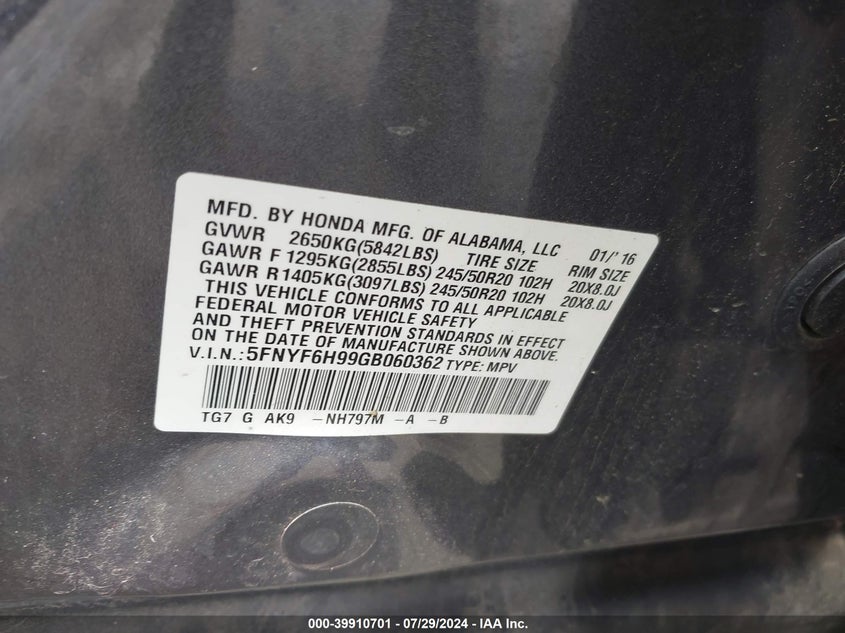 MFD. BY HONDA MFG. OF ALABAMA, LLC 01/'16
GVWR 2650KG(5842LBS) TIRE SIZE RIM SIZE
GAWR F 1295KG(2855LBS) 245/50R20 102H 20X8.0J
GAWR R 1405KG(3097LBS) 245/50R20 102H 20X8.0J
THIS VEHICLE CONFORMS TO ALL APPLICABLE
FEDERAL MOTOR VEHICLE SAFETY
AND THEFT PREVENTION STANDARDS IN EFFECT
ON THE DATE OF MANUFACTURE SHOWN ABOVE.
V.I.N.:5FNYF6H99GB060362 TYPE: MPV
TG7 G AK9 -NH797M -A -B
000-39910701 - 07/29/2024 - IAA Inc.